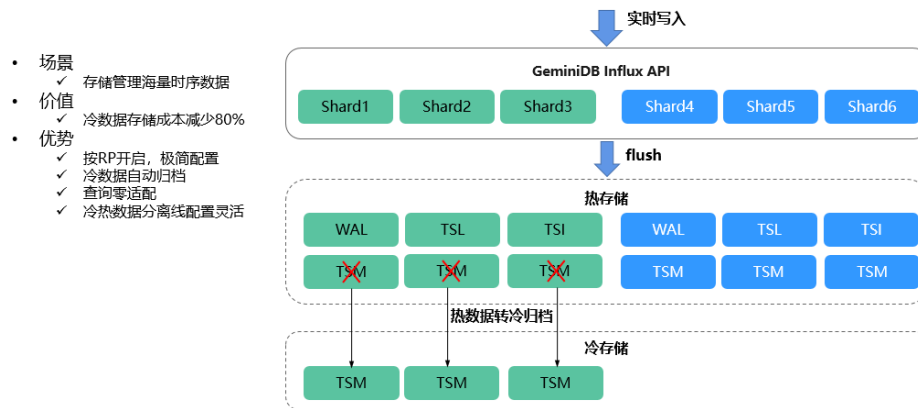 • 场景
✓ 存储管理海量时序数据
• 价值
✓ 冷数据存储成本减少80%
• 优势
✓ 按RP开启，极简配置
✓ 冷数据自动归档
✓ 查询零适配
✓ 冷热数据分离线配置灵活
实时写入
GeminiDB Influx API
Shard1 Shard2 Shard3 Shard4 Shard5 Shard6
flush
热存储
WAL TSL TSI WAL TSL TSI
TSM TSM TSM TSM TSM TSM
热数据转冷归档
冷存储
TSM TSM TSM